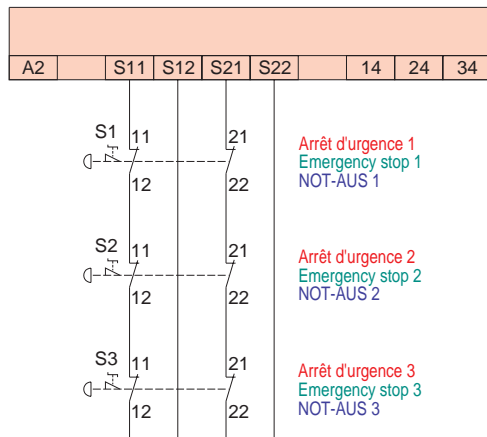 A2 S11 S12 S21 S22 14 24 34
S1 11 21
Arrêt d'urgence 1
Emergency stop 1
12 22 NOT-AUS 1
S2 11 21
Arrêt d'urgence 2
Emergency stop 2
12 22 NOT-AUS 2
S3 11 21
Arrêt d'urgence 3
Emergency stop 3
12 22 NOT-AUS 3